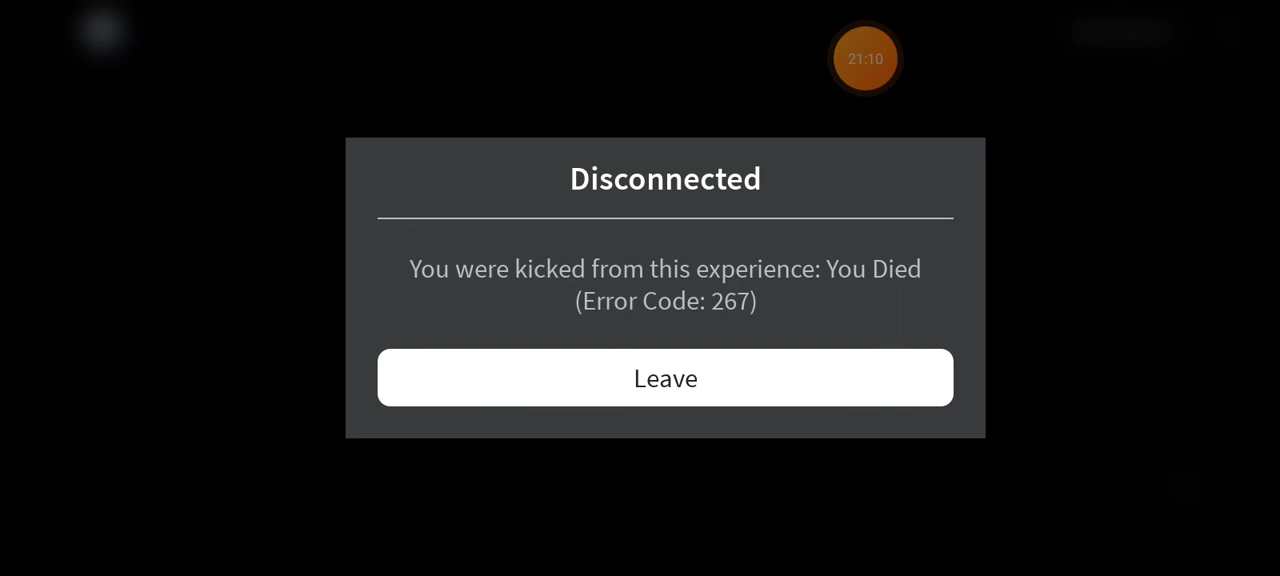 21:10
Disconnected
You were kicked from this experience: You Died
(Error Code: 267)
Leave